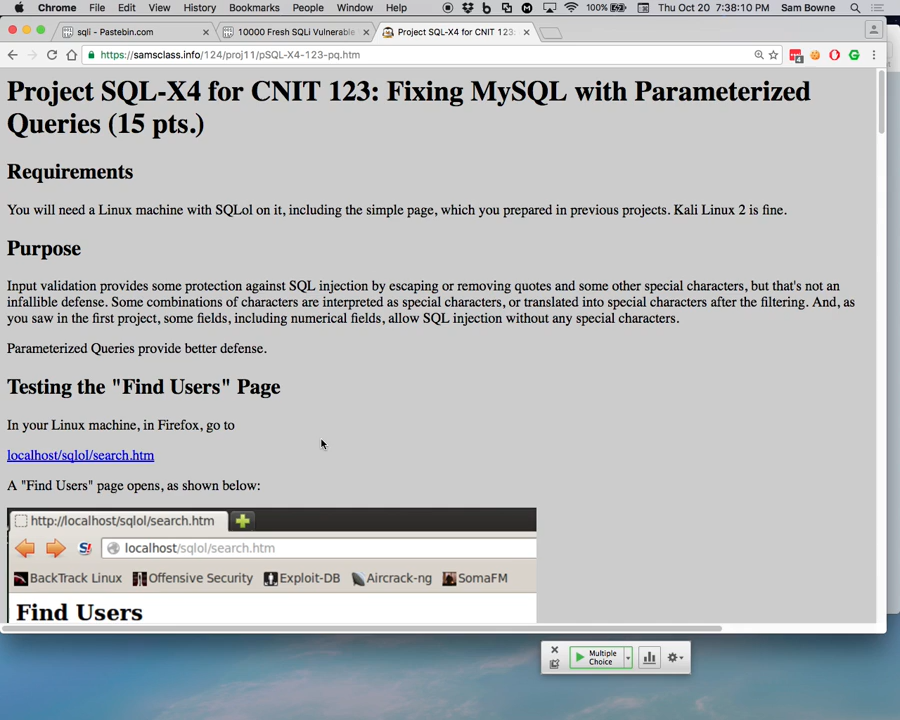 Chrome File Edit View History Bookmarks People Window Help 100% Thu Oct 20 7:38:10 PM Sam Bowne
sqli - Pastebin.com × 10000 Fresh SQLi Vulnerable × Project SQL-X4 for CNIT 123: ×
https://samsclass.info/124/proj11/pSQL-X4-123-pq.htm
Project SQL-X4 for CNIT 123: Fixing MySQL with Parameterized
Queries (15 pts.)
Requirements
You will need a Linux machine with SQLol on it, including the simple page, which you prepared in previous projects. Kali Linux 2 is fine.
Purpose
Input validation provides some protection against SQL injection by escaping or removing quotes and some other special characters, but that's not an
infallible defense. Some combinations of characters are interpreted as special characters, or translated into special characters after the filtering. And, as
you saw in the first project, some fields, including numerical fields, allow SQL injection without any special characters.
Parameterized Queries provide better defense.
Testing the "Find Users" Page
In your Linux machine, in Firefox, go to
localhost/sqlol/search.htm
A "Find Users" page opens, as shown below:
http://localhost/sqlol/search.htm
localhost/sqlol/search.htm
BackTrack Linux Offensive Security Exploit-DB Aircrack-ng SomaFM
Find Users
Multiple
Choice